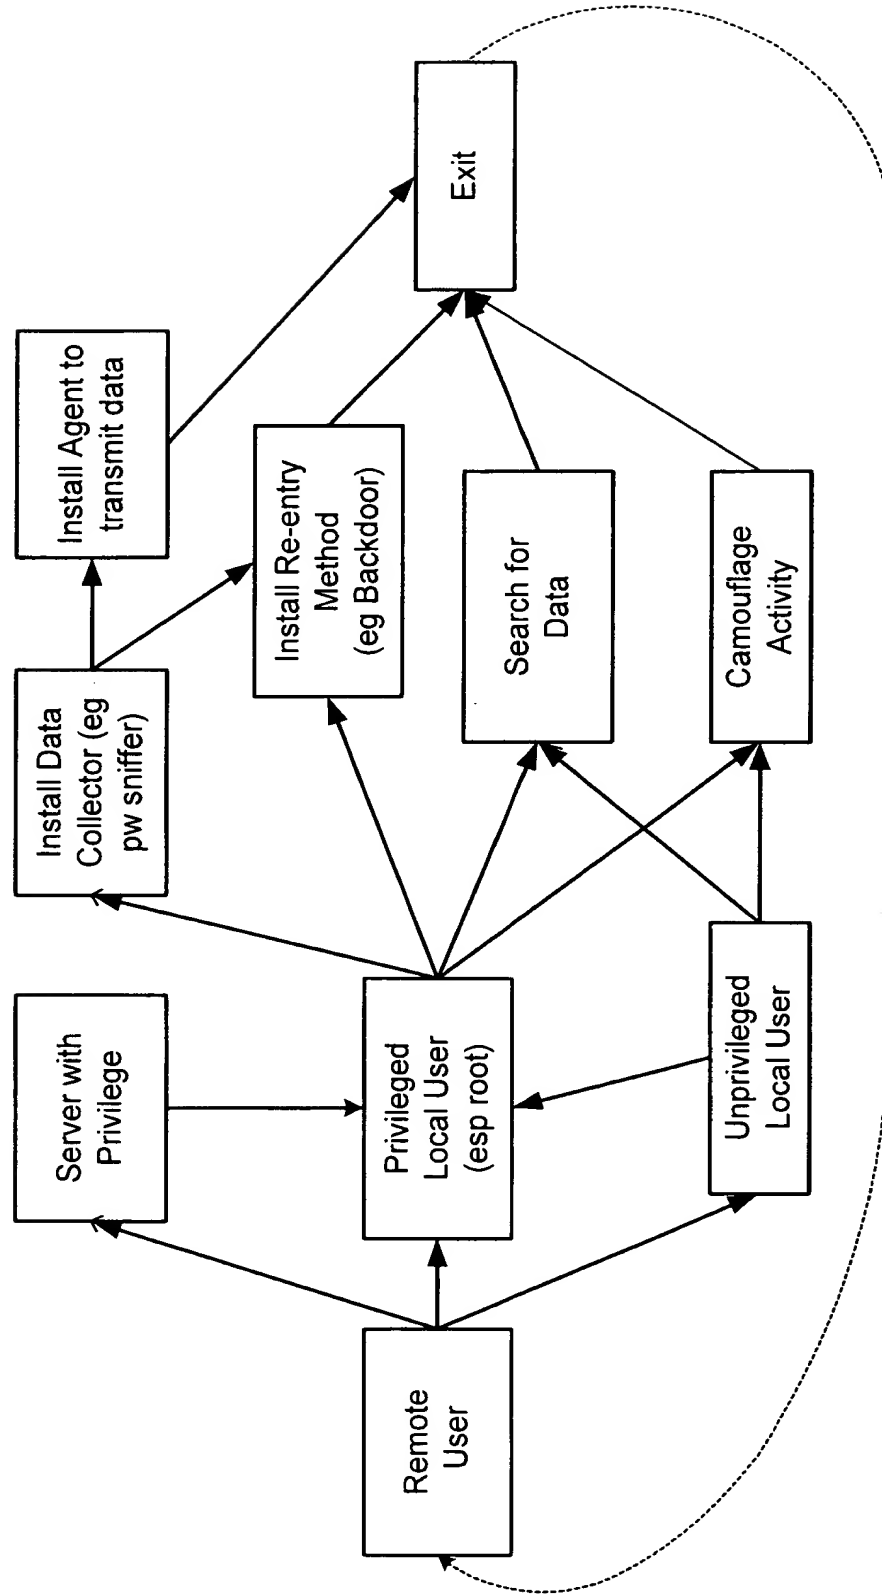 Remote
User
Server with
Privilege
Privileged
Local User
(esp root)
Unprivileged
Local User
Install Data
Collector (eg
pw sniffer)
Install Agent to
transmit data
Install Re-entry
Method
(eg Backdoor)
Search for
Data
Camouflage
Activity
Exit